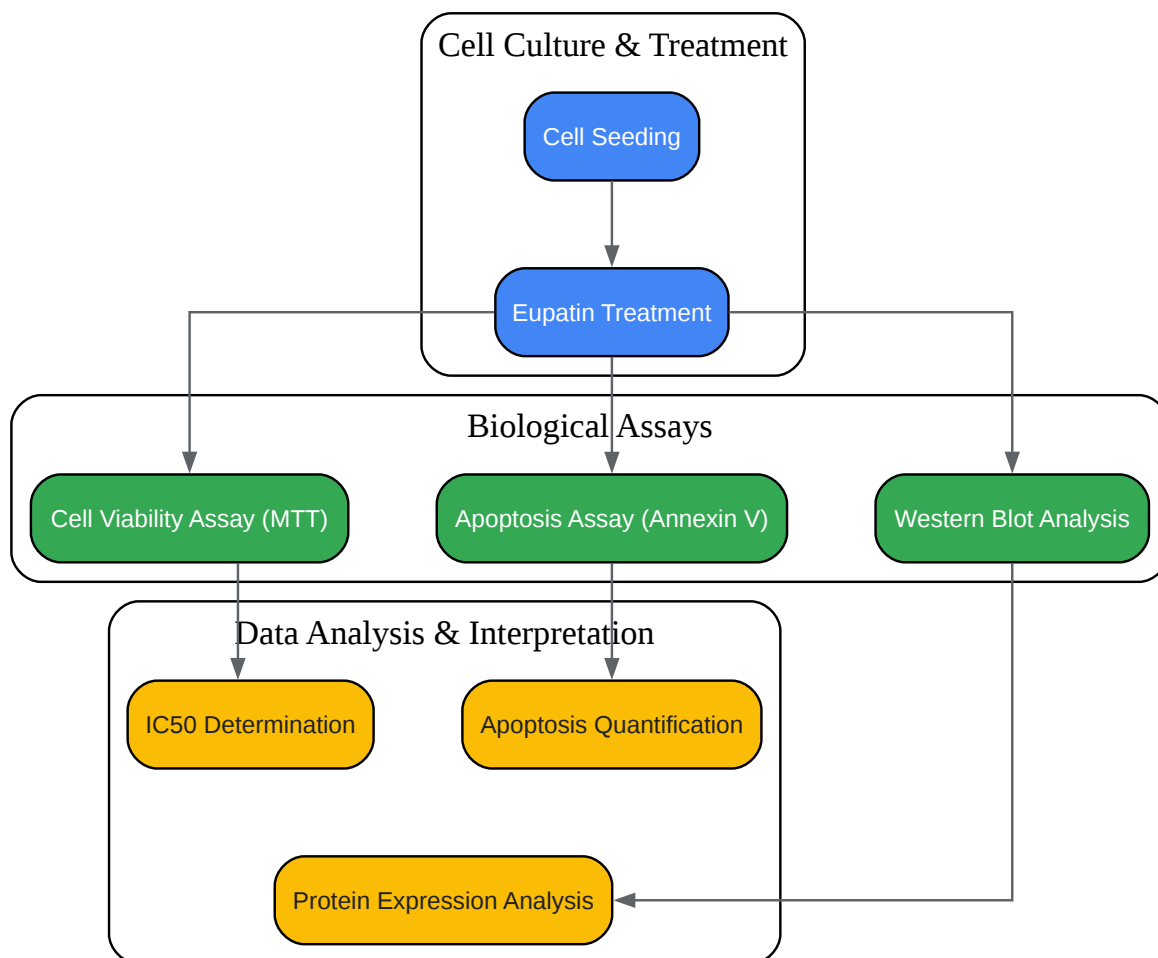 Cell Culture & Treatment
Cell Seeding
Eupatin Treatment
Biological Assays
Cell Viability Assay (MTT)
Apoptosis Assay (Annexin V)
Western Blot Analysis
Data Analysis & Interpretation
IC50 Determination
Apoptosis Quantification
Protein Expression Analysis